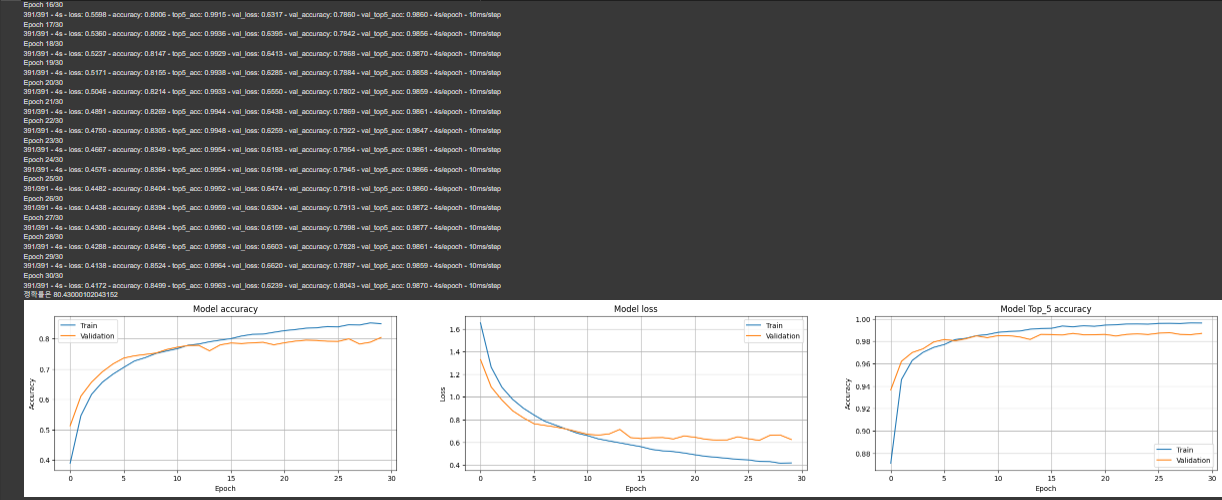 Epoch 16/30
391/391 - 4s - loss: 0.5598 - accuracy: 0.8006 - top5_acc: 0.9915 - val_loss: 0.6317 - val_accuracy: 0.7860 - val_top5_acc: 0.9860 - 4s/epoch - 10ms/step
Epoch 17/30
391/391 - 4s - loss: 0.5360 - accuracy: 0.8092 - top5_acc: 0.9936 - val_loss: 0.6395 - val_accuracy: 0.7842 - val_top5_acc: 0.9856 - 4s/epoch - 10ms/step
Epoch 18/30
391/391 - 4s - loss: 0.5237 - accuracy: 0.8147 - top5_acc: 0.9929 - val_loss: 0.6413 - val_accuracy: 0.7868 - val_top5_acc: 0.9870 - 4s/epoch - 10ms/step
Epoch 19/30
391/391 - 4s - loss: 0.5171 - accuracy: 0.8155 - top5_acc: 0.9938 - val_loss: 0.6285 - val_accuracy: 0.7884 - val_top5_acc: 0.9858 - 4s/epoch - 10ms/step
Epoch 20/30
391/391 - 4s - loss: 0.5046 - accuracy: 0.8214 - top5_acc: 0.9933 - val_loss: 0.6550 - val_accuracy: 0.7802 - val_top5_acc: 0.9859 - 4s/epoch - 10ms/step
Epoch 21/30
391/391 - 4s - loss: 0.4891 - accuracy: 0.8269 - top5_acc: 0.9944 - val_loss: 0.6438 - val_accuracy: 0.7869 - val_top5_acc: 0.9861 - 4s/epoch - 10ms/step
Epoch 22/30
391/391 - 4s - loss: 0.4750 - accuracy: 0.8305 - top5_acc: 0.9948 - val_loss: 0.6259 - val_accuracy: 0.7922 - val_top5_acc: 0.9847 - 4s/epoch - 10ms/step
Epoch 23/30
391/391 - 4s - loss: 0.4667 - accuracy: 0.8349 - top5_acc: 0.9954 - val_loss: 0.6183 - val_accuracy: 0.7954 - val_top5_acc: 0.9861 - 4s/epoch - 10ms/step
Epoch 24/30
391/391 - 4s - loss: 0.4576 - accuracy: 0.8364 - top5_acc: 0.9954 - val_loss: 0.6198 - val_accuracy: 0.7945 - val_top5_acc: 0.9866 - 4s/epoch - 10ms/step
Epoch 25/30
391/391 - 4s - loss: 0.4482 - accuracy: 0.8404 - top5_acc: 0.9952 - val_loss: 0.6474 - val_accuracy: 0.7918 - val_top5_acc: 0.9860 - 4s/epoch - 10ms/step
Epoch 26/30
391/391 - 4s - loss: 0.4438 - accuracy: 0.8394 - top5_acc: 0.9959 - val_loss: 0.6304 - val_accuracy: 0.7913 - val_top5_acc: 0.9872 - 4s/epoch - 10ms/step
Epoch 27/30
391/391 - 4s - loss: 0.4300 - accuracy: 0.8464 - top5_acc: 0.9960 - val_loss: 0.6159 - val_accuracy: 0.7998 - val_top5_acc: 0.9877 - 4s/epoch - 10ms/step
Epoch 28/30
391/391 - 4s - loss: 0.4288 - accuracy: 0.8456 - top5_acc: 0.9958 - val_loss: 0.6603 - val_accuracy: 0.7828 - val_top5_acc: 0.9861 - 4s/epoch - 10ms/step
Epoch 29/30
391/391 - 4s - loss: 0.4138 - accuracy: 0.8524 - top5_acc: 0.9964 - val_loss: 0.6620 - val_accuracy: 0.7887 - val_top5_acc: 0.9859 - 4s/epoch - 10ms/step
Epoch 30/30
391/391 - 4s - loss: 0.4172 - accuracy: 0.8499 - top5_acc: 0.9963 - val_loss: 0.6239 - val_accuracy: 0.8043 - val_top5_acc: 0.9870 - 4s/epoch - 10ms/step
정확률은 80.43000102043152
Model accuracy
Train
Validation
0.8
0.7
0.6
0.5
0.4
Accuracy
0 5 10 15 20 25 30
Epoch
Model loss
Train
Validation
1.6
1.4
1.2
1.0
0.8
0.6
0.4
Loss
0 5 10 15 20 25 30
Epoch
Model Top_5 accuracy
1.00
0.98
0.96
0.94
0.92
0.90
0.88
Accuracy
Train
Validation
0 5 10 15 20 25 30
Epoch